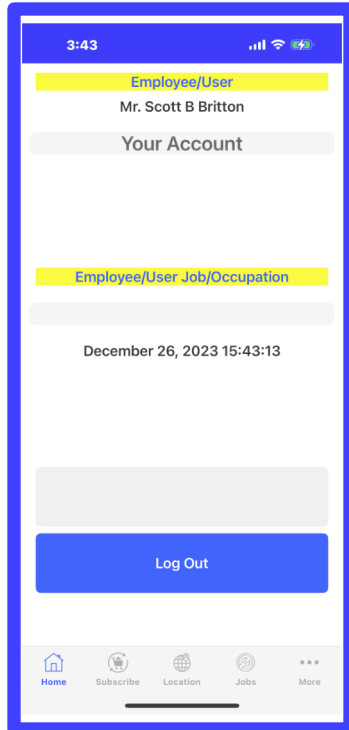 3:43
Employee/User
Mr. Scott B Britton
Your Account
Employee/User Job/Occupation
December 26, 2023 15:43:13
Log Out
Home Subscribe Location Jobs More